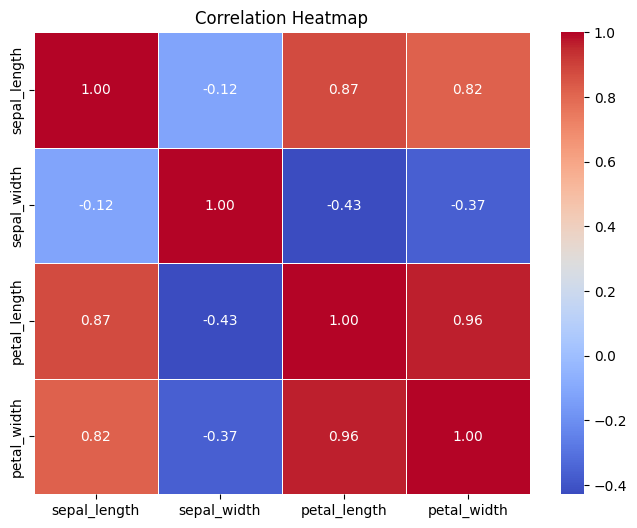 Correlation Heatmap
sepal_length
1.00
-0.12
0.87
0.82
sepal_width
-0.12
1.00
-0.43
-0.37
petal_length
0.87
-0.43
1.00
0.96
petal_width
0.82
-0.37
0.96
1.00
sepal_length
sepal_width
petal_length
petal_width
1.0
0.8
0.6
0.4
0.2
0.0
−0.2
−0.4